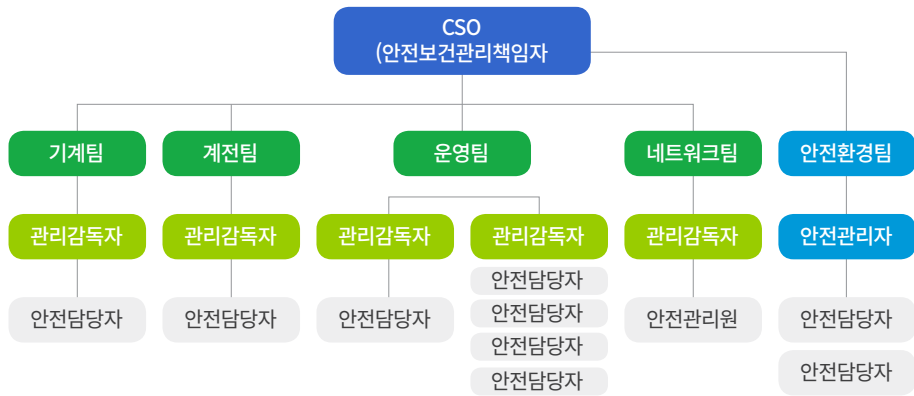 CSO
(안전보건관리책임자
기계팀
계전팀
운영팀
네트워크팀
안전환경팀
관리감독자
관리감독자
관리감독자
관리감독자
관리감독자
안전관리자
안전담당자
안전담당자
안전담당자
안전담당자
안전담당자
안전담당자
안전담당자
안전관리원
안전담당자
안전담당자